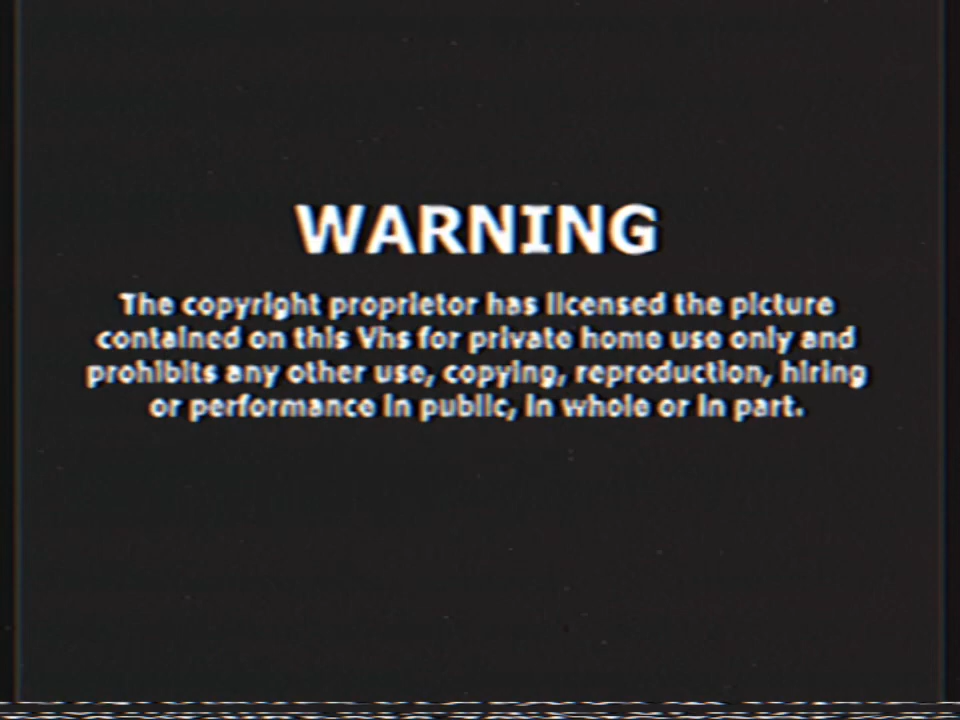 WARNING
The copyright proprietor has licensed the picture
contained on this Vhs for private home use only and
prohibits any other use, copying, reproduction, hiring
or performance in public, in whole or in part.